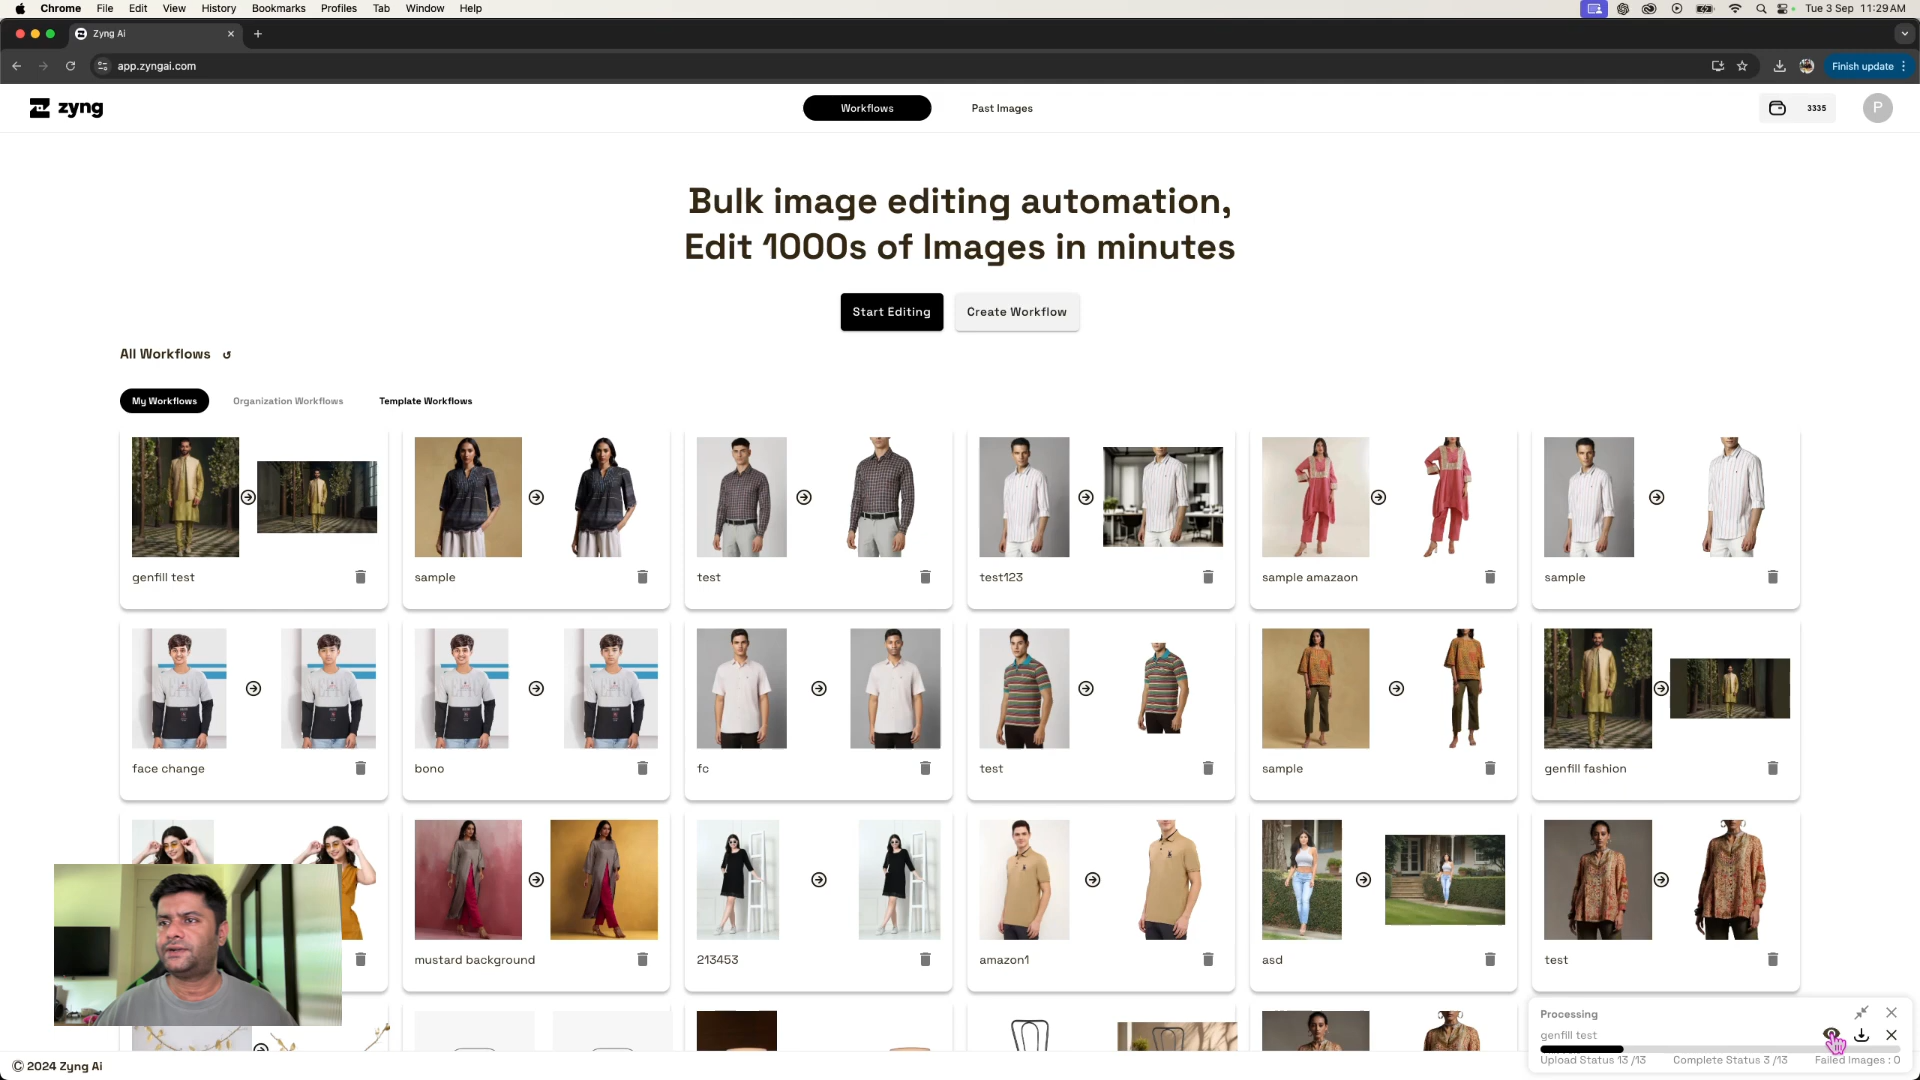 Chrome File Edit View History Bookmarks Profiles Tab Window Help
Tue 3 Sep 11:29 AM
Zyng Ai
app.zyngai.com
Finish update
zyng
Workflows
Past Images
3335
P
Bulk image editing automation,
Edit 1000s of Images in minutes
Start Editing
Create Workflow
All Workflows
My Workflows
Organization Workflows
Template Workflows
genfill test
sample
test
test123
sample amazaon
sample
face change
bono
fc
test
sample
genfill fashion
mustard background
213453
amazon1
asd
test
Processing
genfill test
Upload Status 13 /13
Complete Status 3 /13
Failed Images : 0
© 2024 Zyng Ai